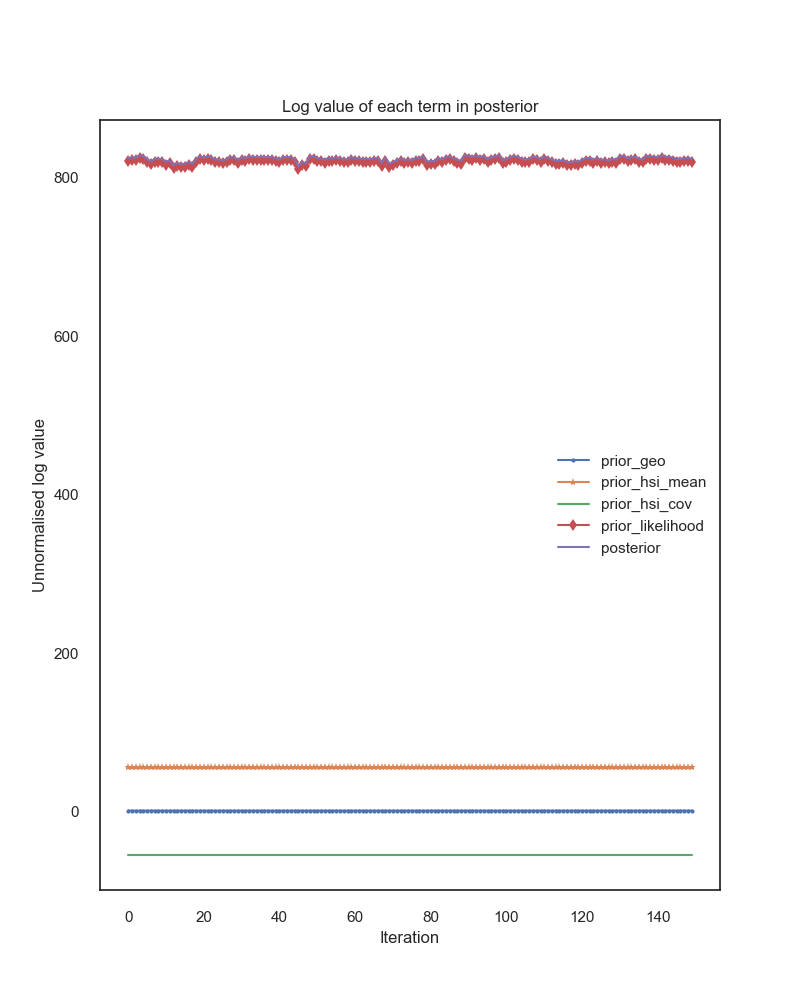 Log value of each term in posterior
800
600
400
200
0
Unnormalised log value
prior_geo
prior_hsi_mean
prior_hsi_cov
prior_likelihood
posterior
0 20 40 60 80 100 120 140
Iteration